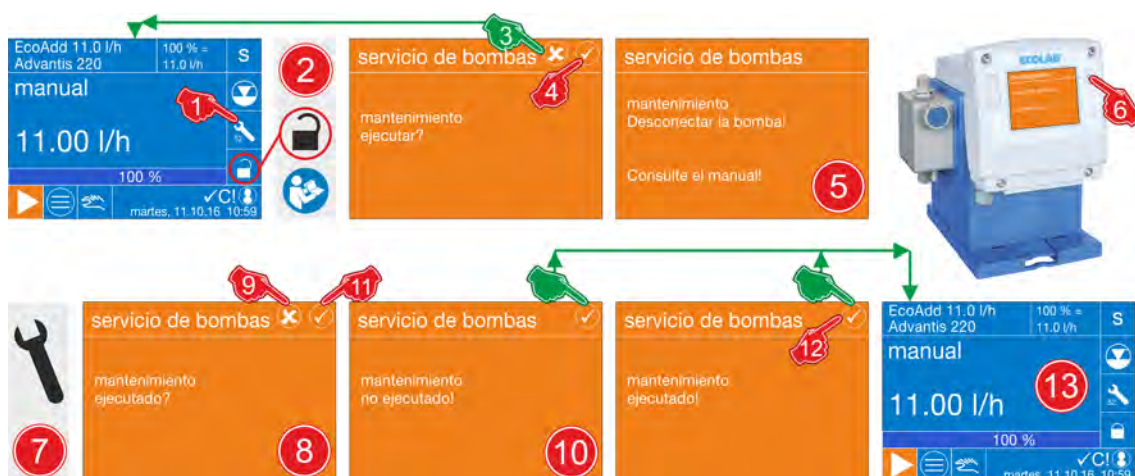 EcoAdd 11.0 l/h
Advantis 220
100 % =
11.0 l/h
S
manual
1
52
11.00 l/h
100 %
✓C!
martes, 11.10.16 10:59
2
3
servicio de bombas
4
mantenimiento
ejecutar?
servicio de bombas
mantenimiento
Desconectar la bomba!
Consulte el manual!
5
ECOLAB
6
7
9
11
servicio de bombas
mantenimiento
ejecutado?
8
servicio de bombas
mantenimiento
no ejecutado!
10
servicio de bombas
12
mantenimiento
ejecutado!
EcoAdd 11.0 l/h
Advantis 220
100 % =
11.0 l/h
S
manual
13
52
11.00 l/h
100 %
✓C!
martes, 11.10.16 10:59